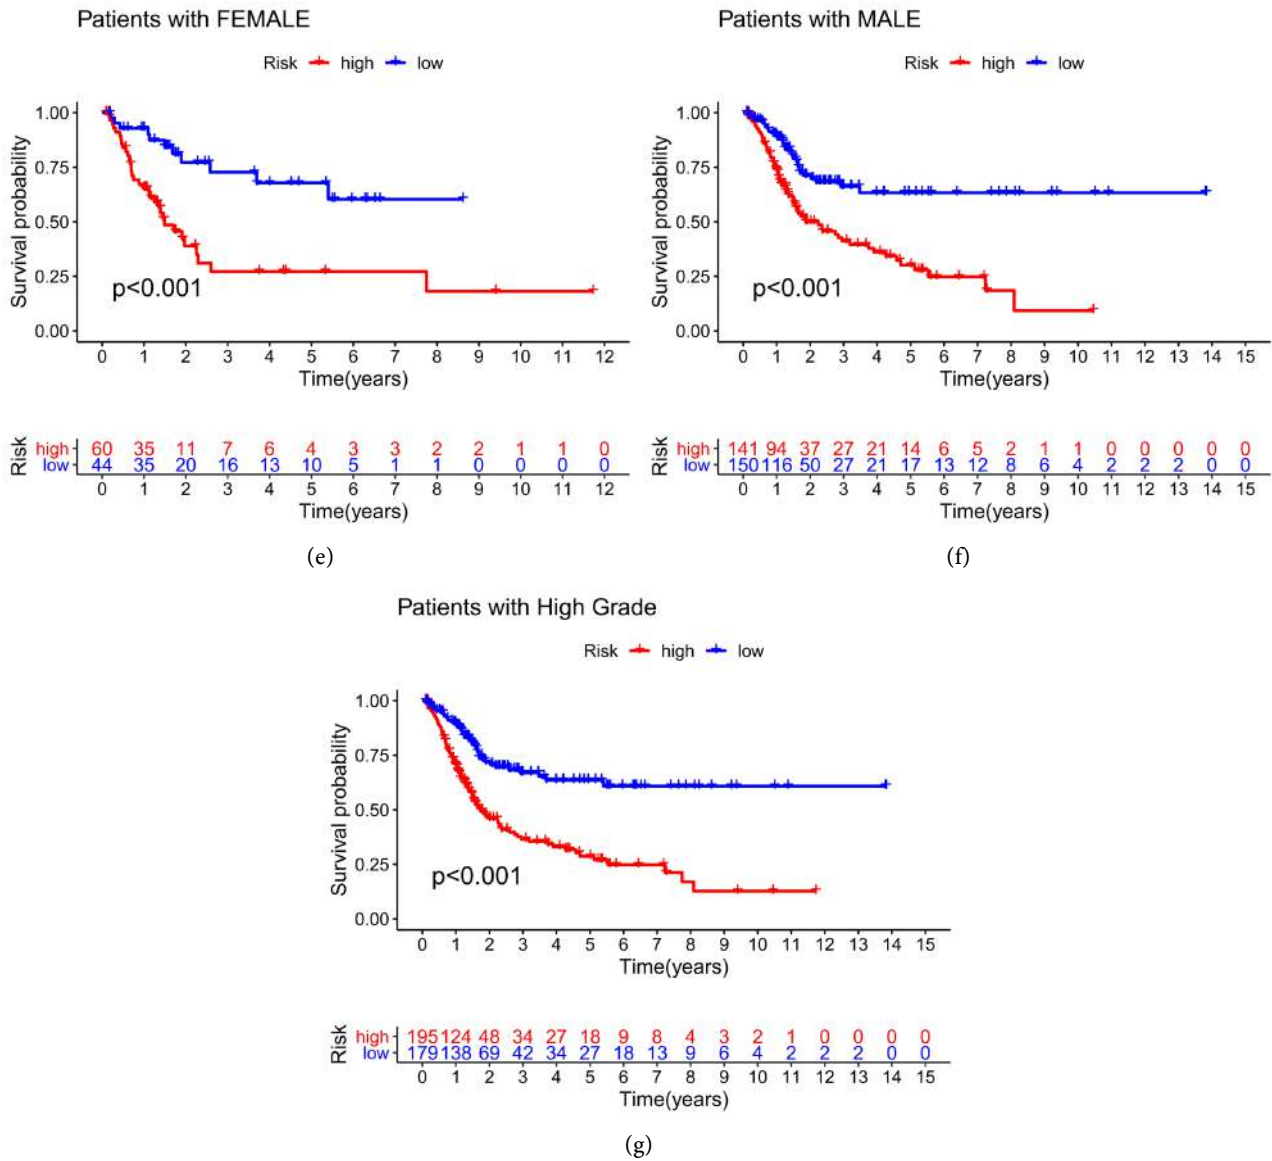 Patients with FEMALE
Risk high low
1.00
0.75
0.50
0.25
0.00
Survival probability
p<0.001
0 1 2 3 4 5 6 7 8 9 10 11 12
Time(years)
Risk
high 60 35 11 7 6 4 3 3 2 2 1 1 0
low 44 35 20 16 13 10 5 1 1 0 0 0 0
0 1 2 3 4 5 6 7 8 9 10 11 12
Time(years)
(e)
Patients with MALE
Risk high low
1.00
0.75
0.50
0.25
0.00
Survival probability
p<0.001
0 1 2 3 4 5 6 7 8 9 10 11 12 13 14 15
Time(years)
Risk
high 141 94 37 27 21 14 6 5 2 1 1 0 0 0 0 0
low 150 116 50 27 21 17 13 12 8 6 4 2 2 2 0 0
0 1 2 3 4 5 6 7 8 9 10 11 12 13 14 15
Time(years)
(f)
Patients with High Grade
Risk high low
1.00
0.75
0.50
0.25
0.00
Survival probability
p<0.001
0 1 2 3 4 5 6 7 8 9 10 11 12 13 14 15
Time(years)
Risk
high 195 124 48 34 27 18 9 8 4 3 2 1 0 0 0 0
low 179 138 69 42 34 27 18 13 9 6 4 2 2 2 0 0
0 1 2 3 4 5 6 7 8 9 10 11 12 13 14 15
Time(years)
(g)